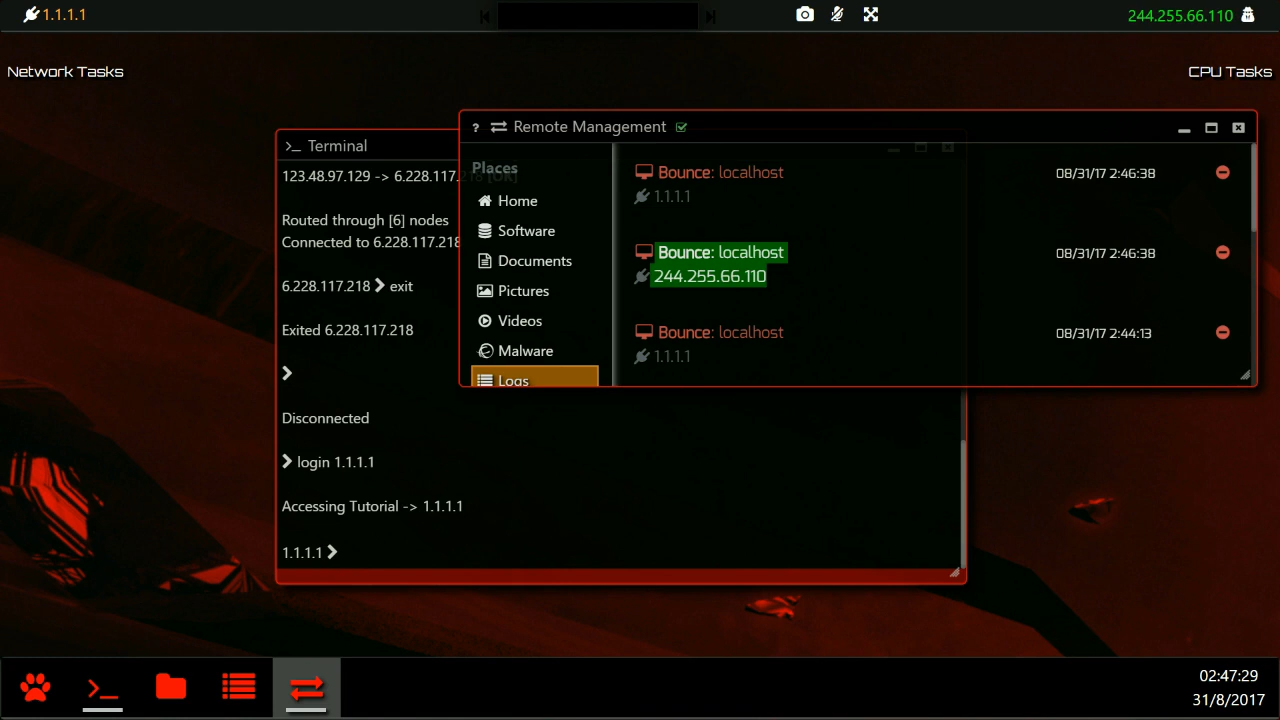 1.1.1.1
244.255.66.110
Network Tasks
CPU Tasks
? Remote Management
>_ Terminal
123.48.97.129 -> 6.228.117.218 [OK]
Routed through [6] nodes
Connected to 6.228.117.218
6.228.117.218 > exit
Exited 6.228.117.218
>
Disconnected
> login 1.1.1.1
Accessing Tutorial -> 1.1.1.1
1.1.1.1 >
Places
Home
Software
Documents
Pictures
Videos
Malware
Logs
Bounce: localhost 08/31/17 2:46:38
1.1.1.1
Bounce: localhost 08/31/17 2:46:38
244.255.66.110
Bounce: localhost 08/31/17 2:44:13
1.1.1.1
02:47:29
31/8/2017